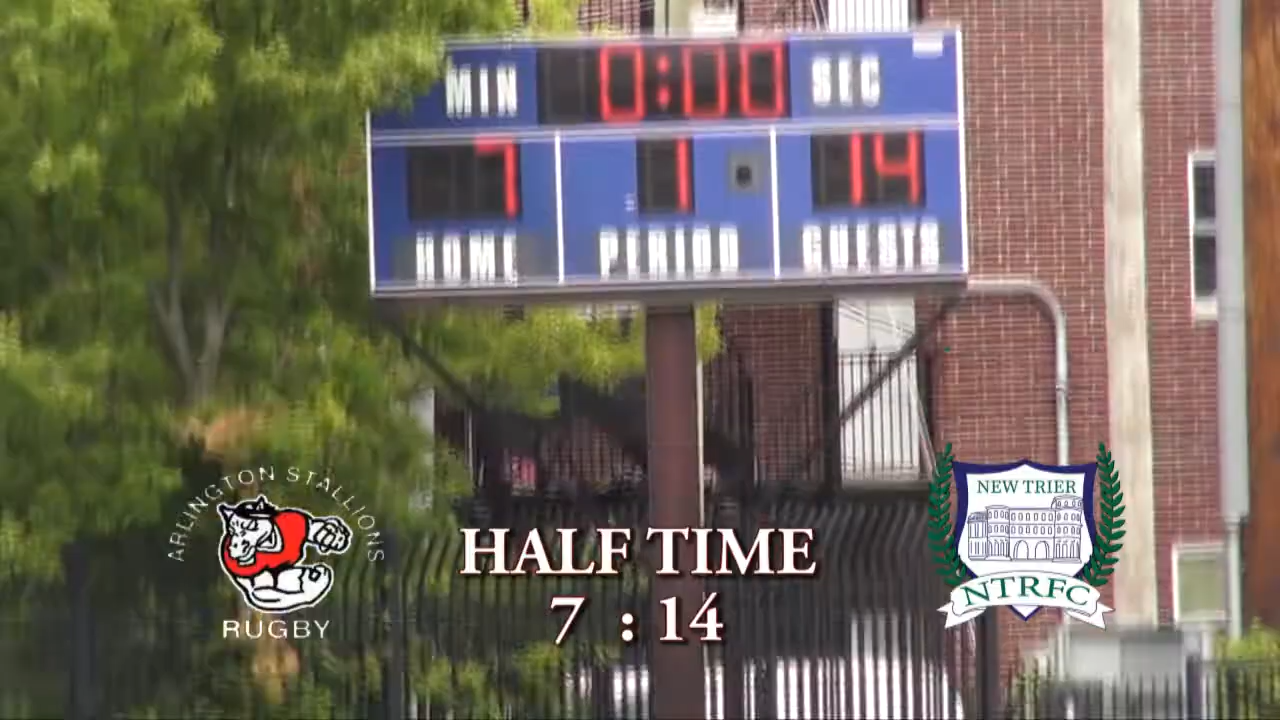 MIN 0:00 SEC
7 1 14
HOME PERIOD GUESTS
ARLINGTON STALLIONS
RUGBY
HALF TIME
7 : 14
NEW TRIER
NTRFC